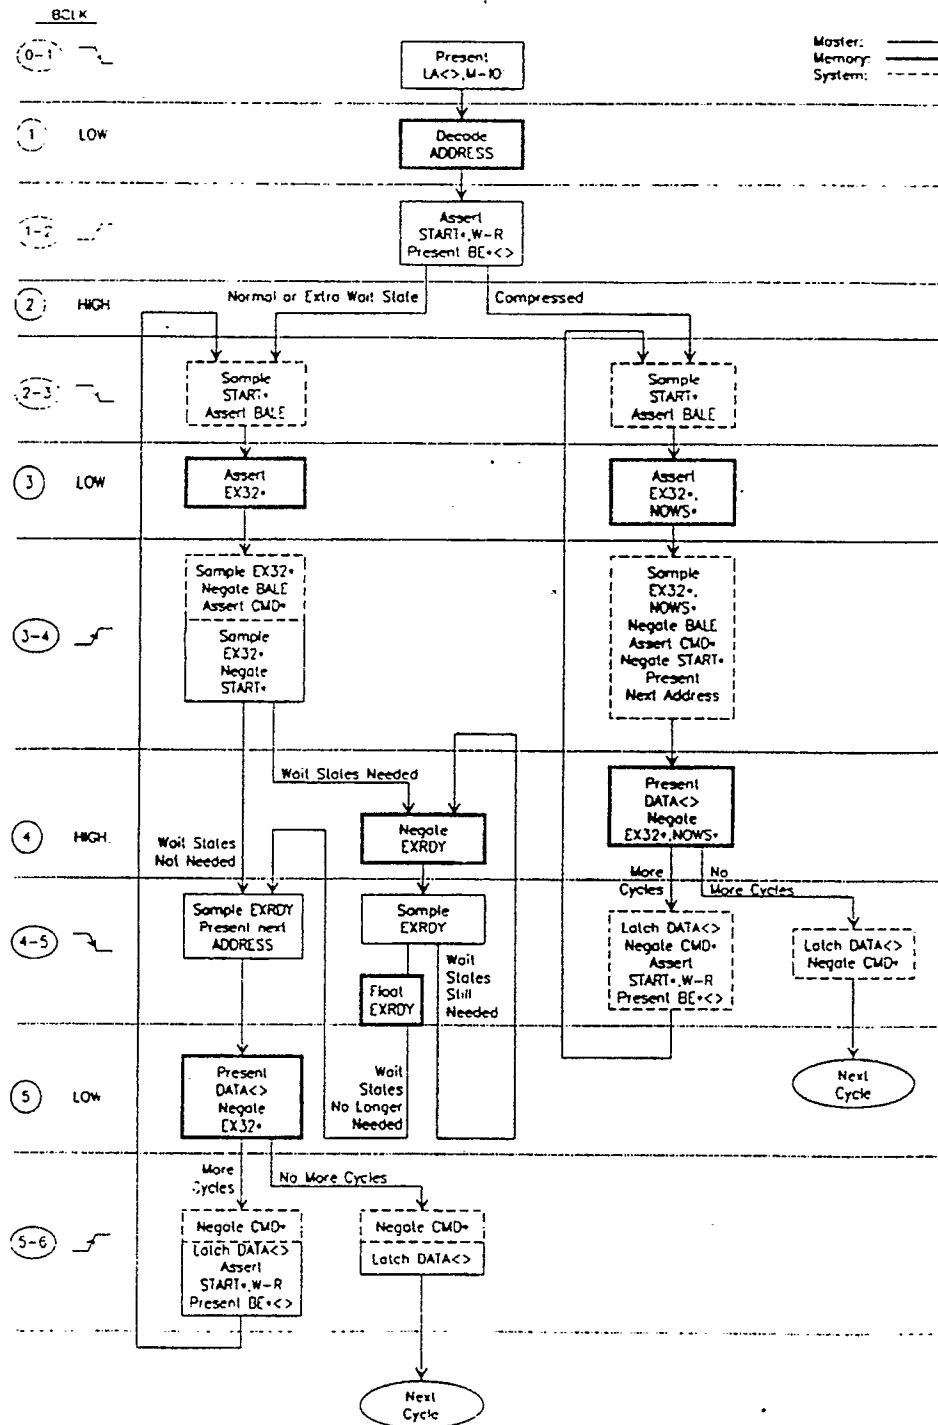 BCLK
0-1
Present
LA<>,M-IO
Master:
Memory:
System:
1
LOW
Decode
ADDRESS
1-2
Assert
START*,W-R
Present BE*<>
2
HIGH
Normal or Extra Wait State
Compressed
2-3
Sample
START*
Assert BALE
Sample
START*
Assert BALE
3
LOW
Assert
EX32*
Assert
EX32*,
NOWS*
3-4
Sample EX32*
Negate BALE
Assert CMD*
Sample
EX32*
Negate
START*
Sample
EX32*,
NOWS*
Negate BALE
Assert CMD*
Negate START*
Present
Next Address
4
HIGH
Wait States Needed
Wait States
Not Needed
Negate
EXRDY
Present
DATA<>
Negate
EX32*,NOWS*
More
Cycles
No
More Cycles
4-5
Sample EXRDY
Present next
ADDRESS
Sample
EXRDY
Float
EXRDY
Wait
States
Still
Needed
Latch DATA<>
Negate CMD*
Assert
START*,W-R
Present BE*<>
Latch DATA<>
Negate CMD*
5
LOW
Present
DATA<>
Negate
EX32*
Wait
States
No Longer
Needed
Next
Cycle
More
Cycles
No More Cycles
5-6
Negate CMD*
Latch DATA<>
Assert
START*,W-R
Present BE*<>
Negate CMD*
Latch DATA<>
Next
Cycle